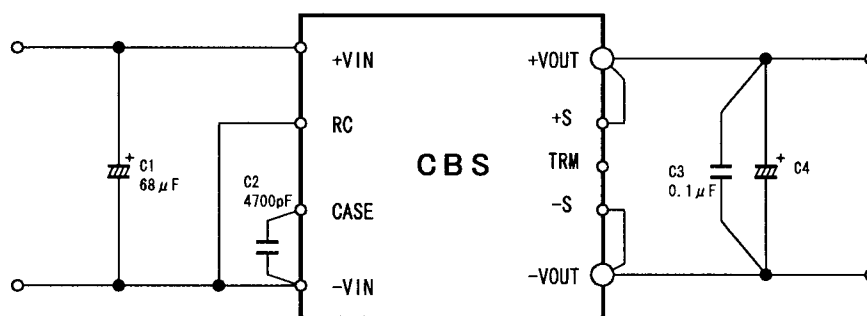 +VIN
+VOUT
RC
+S
CBS
TRM
+
C1
68μF
C2
4700pF
CASE
-S
C3
0.1μF
+
C4
-VIN
-VOUT